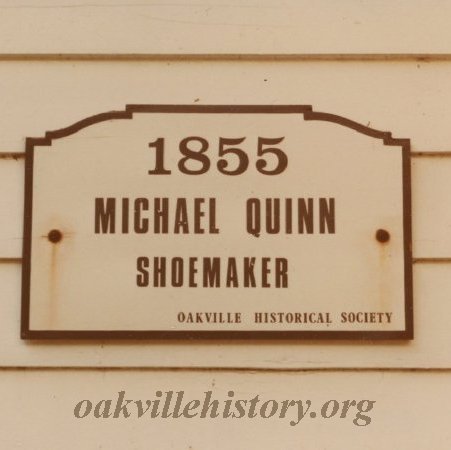 1855
MICHAEL QUINN
SHOEMAKER
OAKVILLE HISTORICAL SOCIETY
oakvillehistory.org